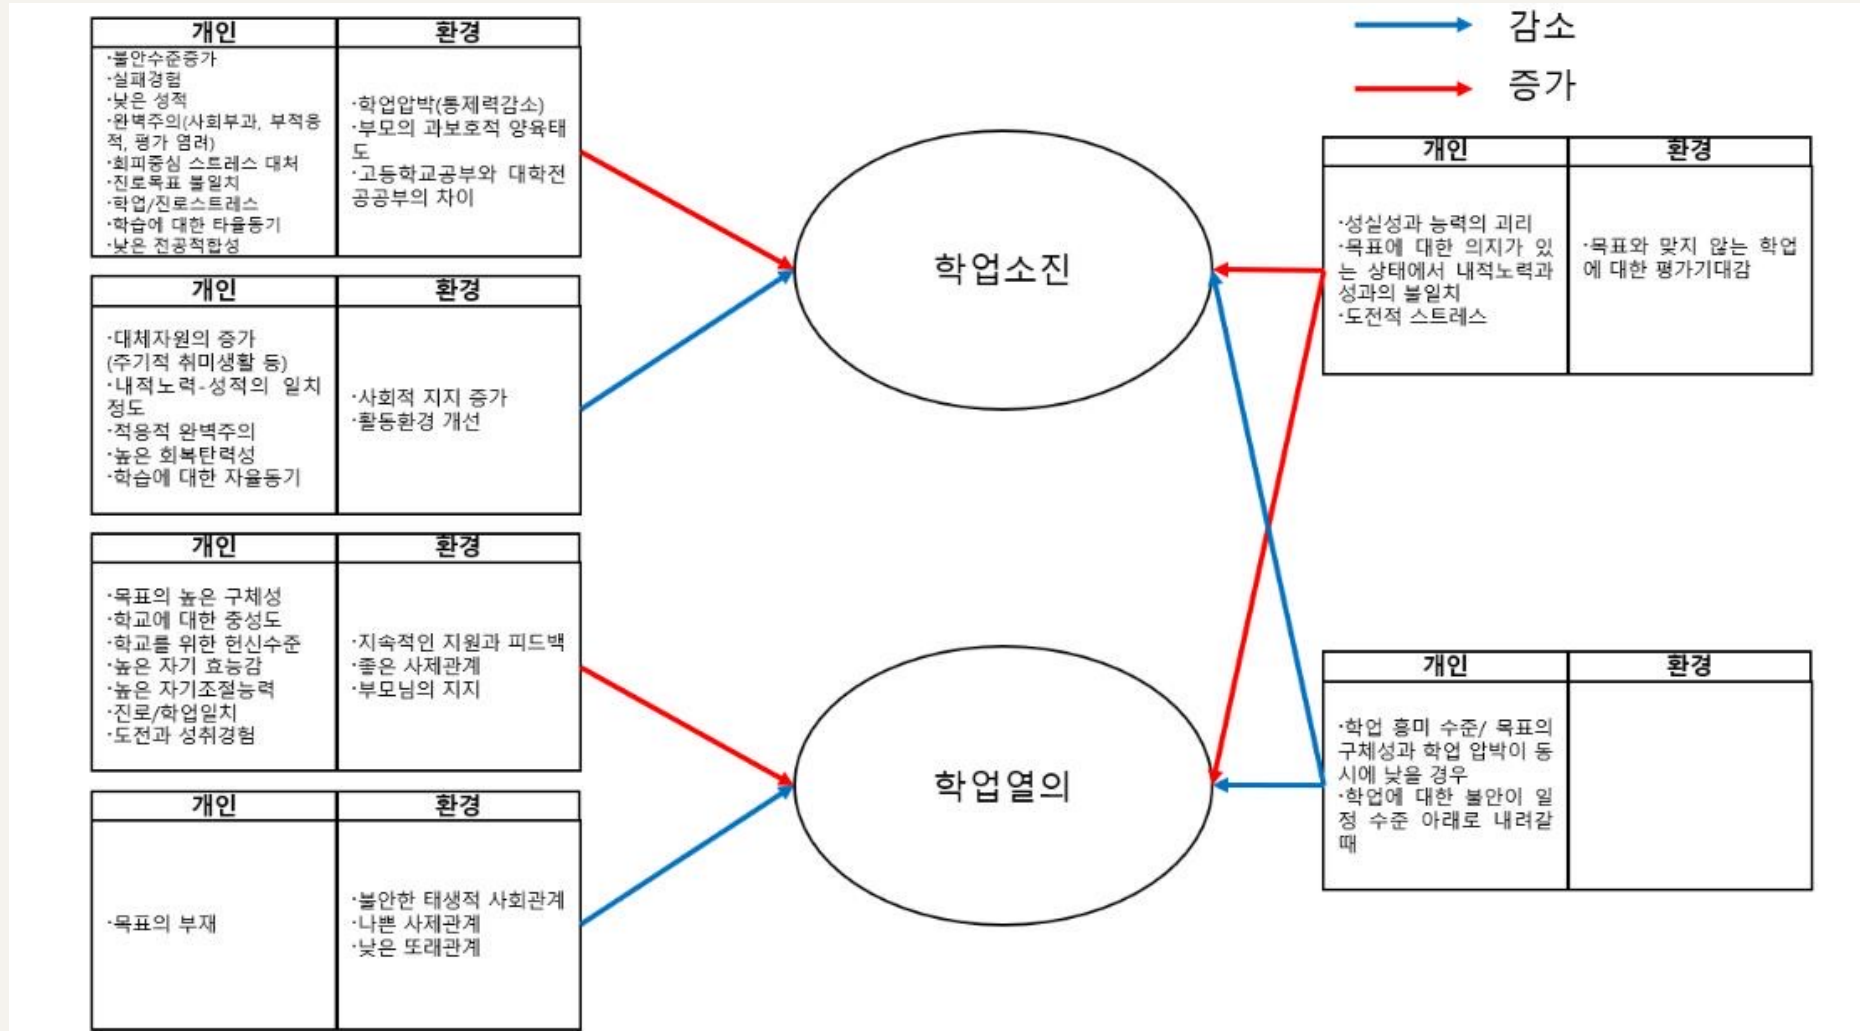 감소
증가
개인
환경
·불안수준증가
·실패경험
·낮은 성적
·완벽주의(사회부과, 부적응
적, 평가 염려)
·회피중심 스트레스 대처
·진로목표 불일치
·학업/진로스트레스
·학습에 대한 타율동기
·낮은 전공적합성
·학업압박(통제력감소)
·부모의 과보호적 양육태
도
·고등학교공부와 대학전
공공부의 차이
개인
환경
·대체자원의 증가
(주기적 취미생활 등)
·내적노력-성적의 일치
정도
·적응적 완벽주의
·높은 회복탄력성
·학습에 대한 자율동기
·사회적 지지 증가
·활동환경 개선
개인
환경
·목표의 높은 구체성
·학교에 대한 충성도
·학교를 위한 헌신수준
·높은 자기 효능감
·높은 자기조절능력
·진로/학업일치
·도전과 성취경험
·지속적인 지원과 피드백
·좋은 사제관계
·부모님의 지지
개인
환경
·목표의 부재
·불안한 태생적 사회관계
·나쁜 사제관계
·낮은 또래관계
학업소진
학업열의
개인
환경
·성실성과 능력의 괴리
·목표에 대한 의지가 있
는 상태에서 내적노력과
성과의 불일치
·도전적 스트레스
·목표와 맞지 않는 학업
에 대한 평가기대감
개인
환경
·학업 흥미 수준/ 목표의
구체성과 학업 압박이 동
시에 낮을 경우
·학업에 대한 불안이 일
정 수준 아래로 내려갈
때